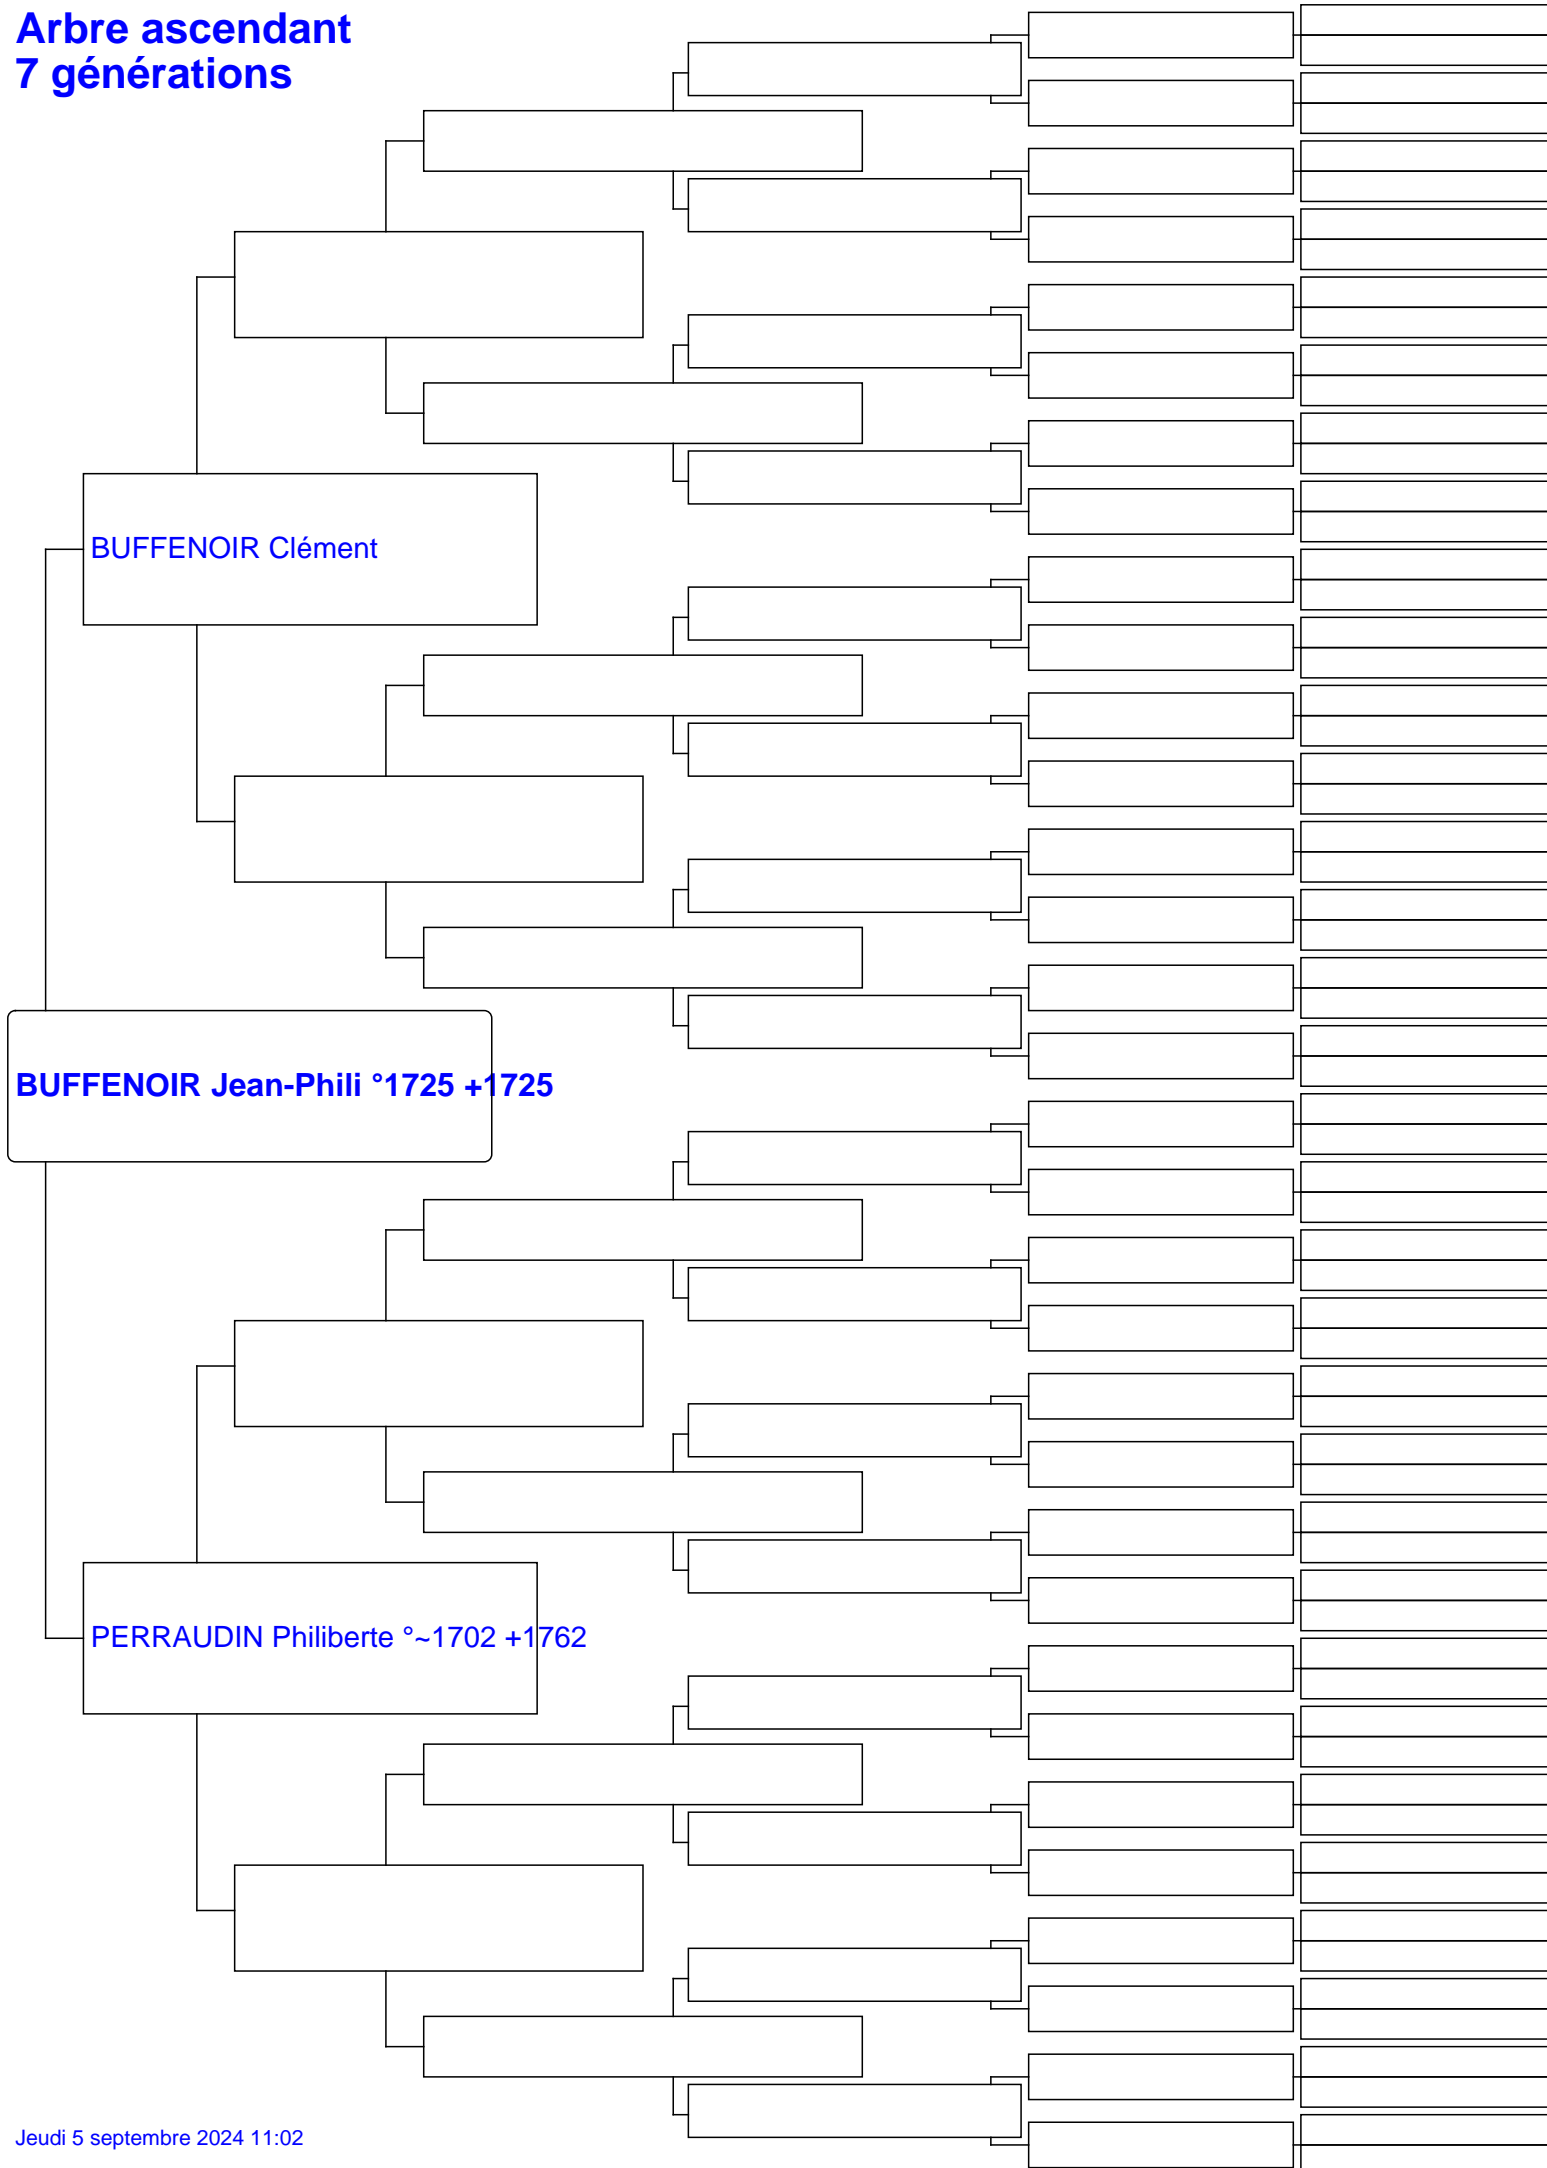 Arbre ascendant
7 générations
BUFFENOIR Clément
BUFFENOIR Jean-Phili °1725 +1725
PERRAUDIN Philiberte °~1702 +1762
Jeudi 5 septembre 2024 11:02